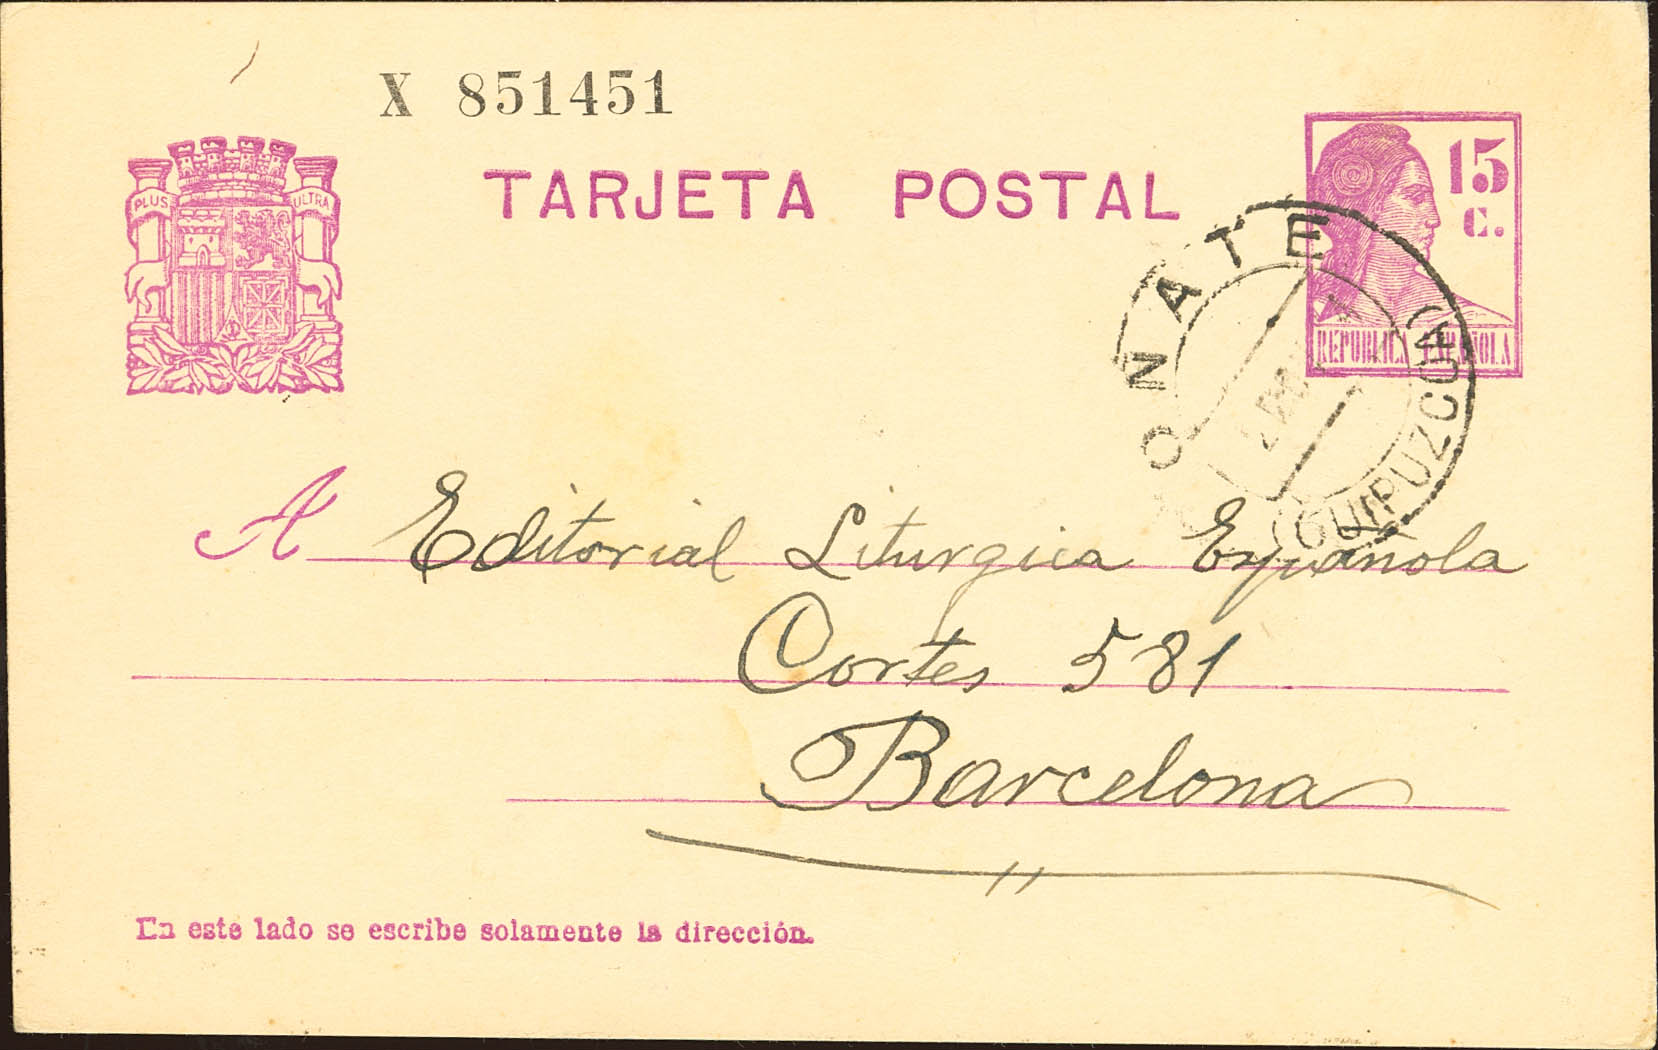 X 851451
PLUS ULTRA
TARJETA POSTAL
15
C.
REPUBLICA ESPAÑOLA
OÑATE
(GUIPUZCOA)
A Editorial Liturgica Española
Cortes 581
Barcelona
En este lado se escribe solamente la dirección.